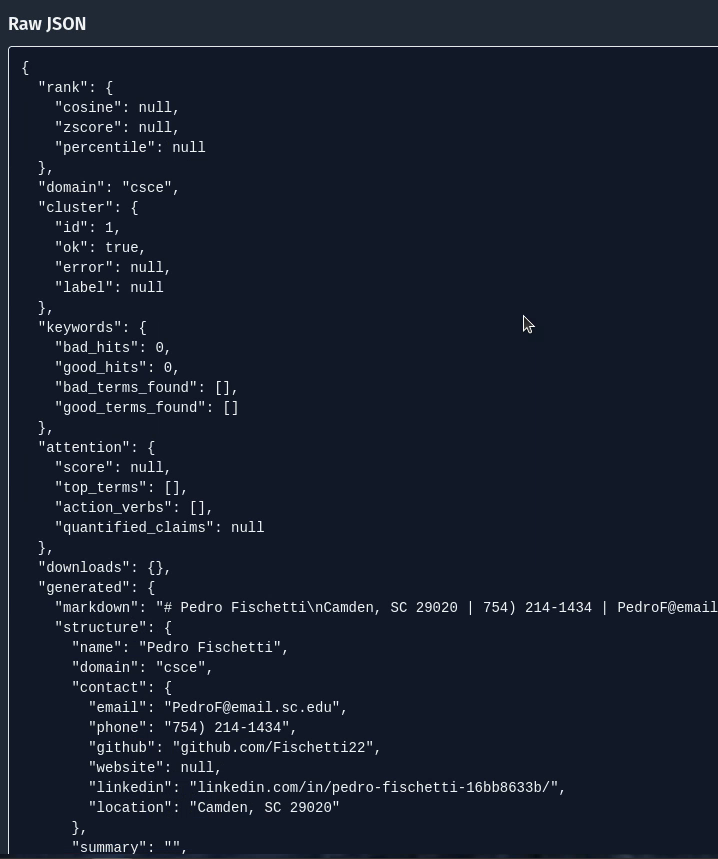 Raw JSON
{
"rank": {
"cosine": null,
"zscore": null,
"percentile": null
},
"domain": "csce",
"cluster": {
"id": 1,
"ok": true,
"error": null,
"label": null
},
"keywords": {
"bad_hits": 0,
"good_hits": 0,
"bad_terms_found": [],
"good_terms_found": []
},
"attention": {
"score": null,
"top_terms": [],
"action_verbs": [],
"quantified_claims": null
},
"downloads": {},
"generated": {
"markdown": "# Pedro Fischetti\nCamden, SC 29020 | 754) 214-1434 | PedroF@email
"structure": {
"name": "Pedro Fischetti",
"domain": "csce",
"contact": {
"email": "PedroF@email.sc.edu",
"phone": "754) 214-1434",
"github": "github.com/Fischetti22",
"website": null,
"linkedin": "linkedin.com/in/pedro-fischetti-16bb8633b/",
"location": "Camden, SC 29020"
},
"summary": "",